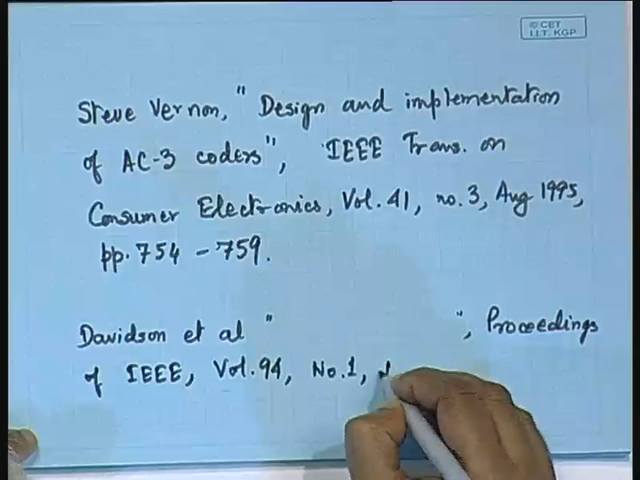 © CET
I.I.T. KGP
Steve Vernon, "Design and implementation
of AC-3 coders", IEEE Trans. on
Consumer Electronics, Vol. 41, no. 3, Aug 1995,
pp. 754 - 759.
Davidson et al " ", Proceedings
of IEEE, Vol. 94, No. 1,